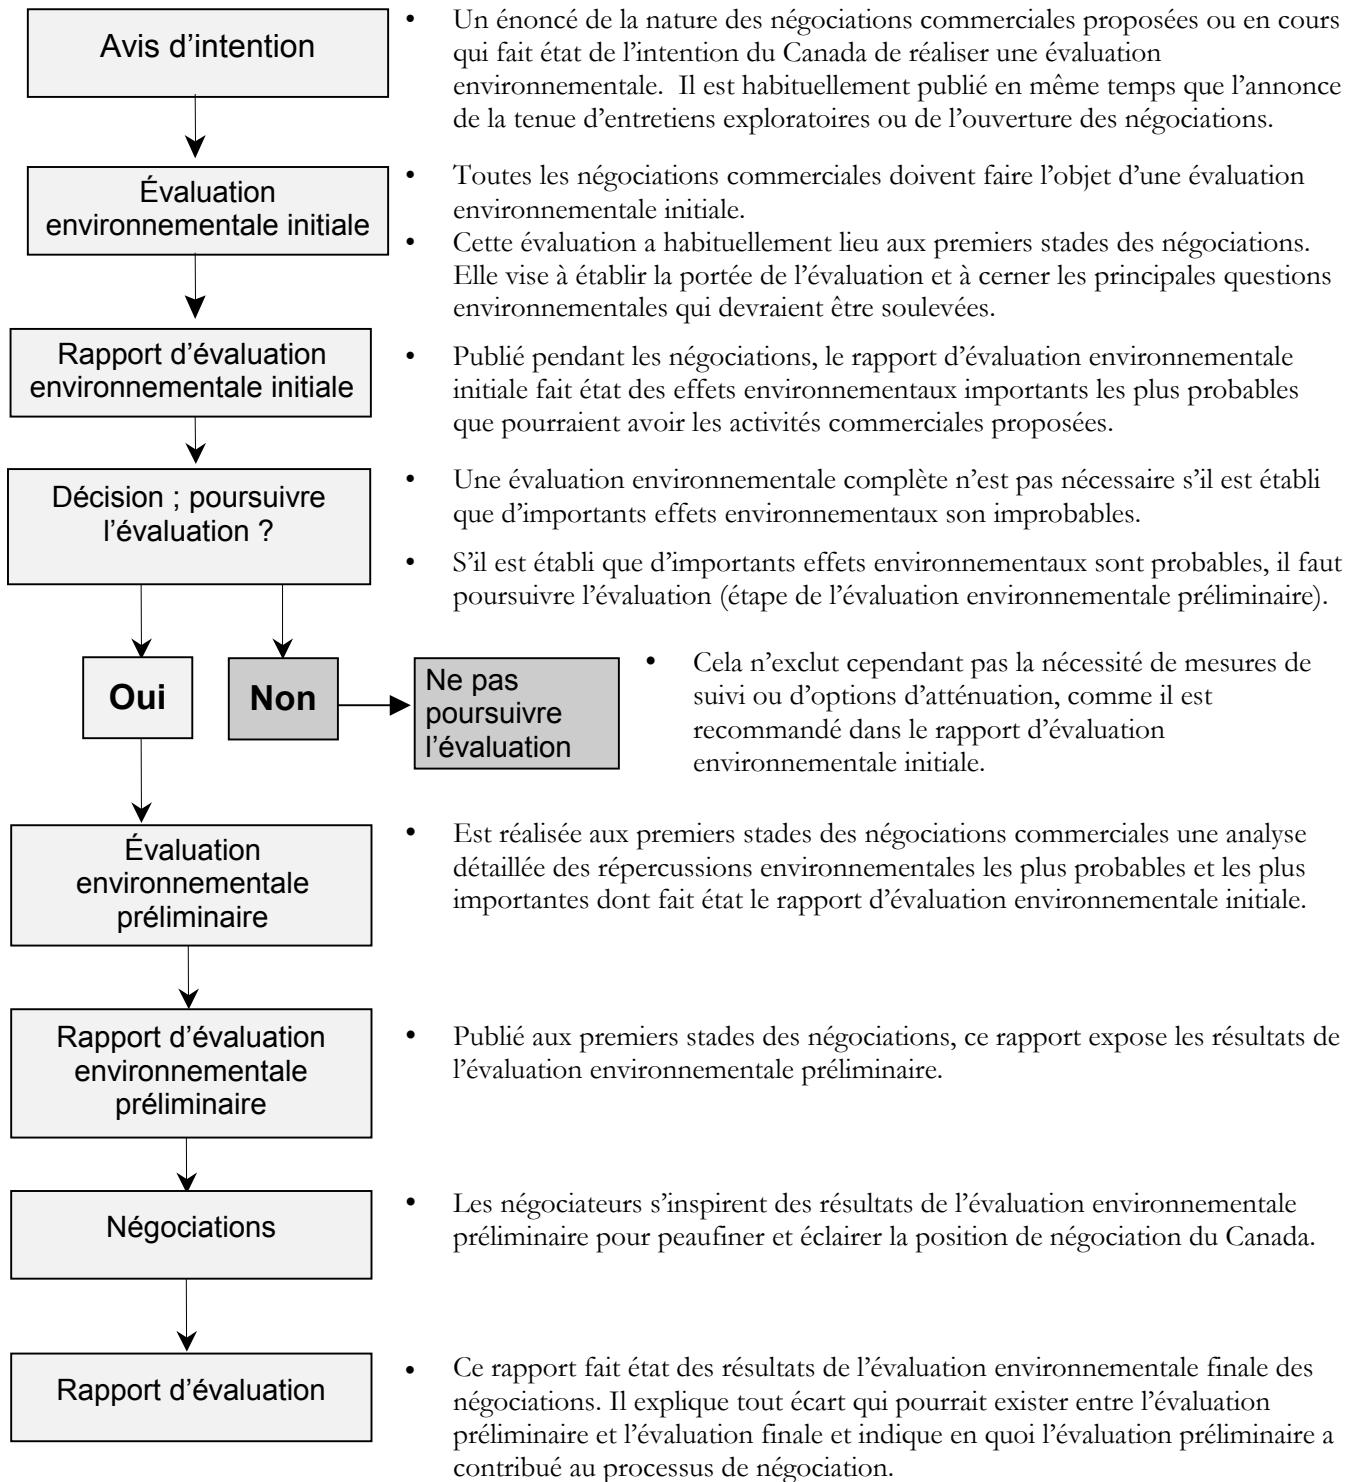 Avis d’intention
• Un énoncé de la nature des négociations commerciales proposées ou en cours
qui fait état de l’intention du Canada de réaliser une évaluation
environnementale.  Il est habituellement publié en même temps que l’annonce
de la tenue d’entretiens exploratoires ou de l’ouverture des négociations.
Évaluation
environnementale initiale
• Toutes les négociations commerciales doivent faire l’objet d’une évaluation
environnementale initiale.
• Cette évaluation a habituellement lieu aux premiers stades des négociations.
Elle vise à établir la portée de l’évaluation et à cerner les principales questions
environnementales qui devraient être soulevées.
Rapport d’évaluation
environnementale initiale
• Publié pendant les négociations, le rapport d’évaluation environnementale
initiale fait état des effets environnementaux importants les plus probables
que pourraient avoir les activités commerciales proposées.
Décision ; poursuivre
l’évaluation ?
• Une évaluation environnementale complète n’est pas nécessaire s’il est établi
que d’importants effets environnementaux son improbables.
• S’il est établi que d’importants effets environnementaux sont probables, il faut
poursuivre l’évaluation (étape de l’évaluation environnementale préliminaire).
Oui
Non
Ne pas
poursuivre
l’évaluation
• Cela n’exclut cependant pas la nécessité de mesures de
suivi ou d’options d’atténuation, comme il est
recommandé dans le rapport d’évaluation
environnementale initiale.
Évaluation
environnementale
préliminaire
• Est réalisée aux premiers stades des négociations commerciales une analyse
détaillée des répercussions environnementales les plus probables et les plus
importantes dont fait état le rapport d’évaluation environnementale initiale.
Rapport d’évaluation
environnementale
préliminaire
• Publié aux premiers stades des négociations, ce rapport expose les résultats de
l’évaluation environnementale préliminaire.
Négociations
• Les négociateurs s’inspirent des résultats de l’évaluation environnementale
préliminaire pour peaufiner et éclairer la position de négociation du Canada.
Rapport d’évaluation
• Ce rapport fait état des résultats de l’évaluation environnementale finale des
négociations. Il explique tout écart qui pourrait exister entre l’évaluation
préliminaire et l’évaluation finale et indique en quoi l’évaluation préliminaire a
contribué au processus de négociation.